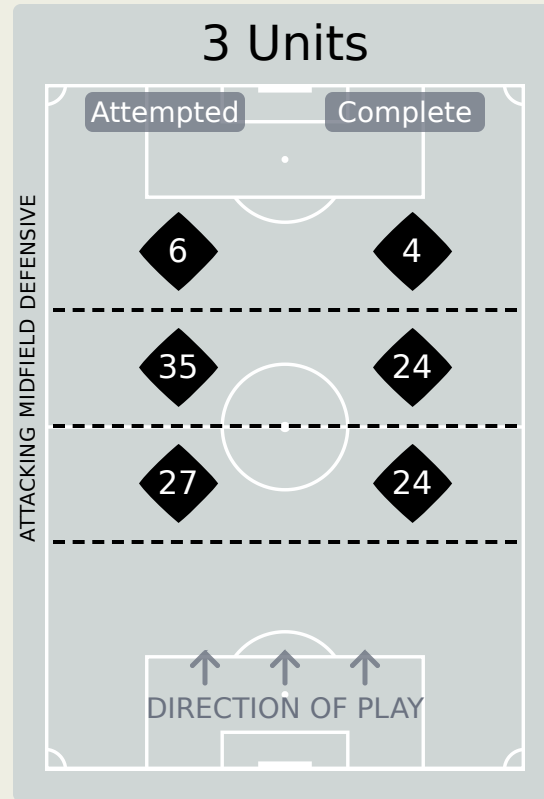 3 Units
Attempted Complete
ATTACKING MIDFIELD DEFENSIVE
6 4
35 24
27 24
DIRECTION OF PLAY